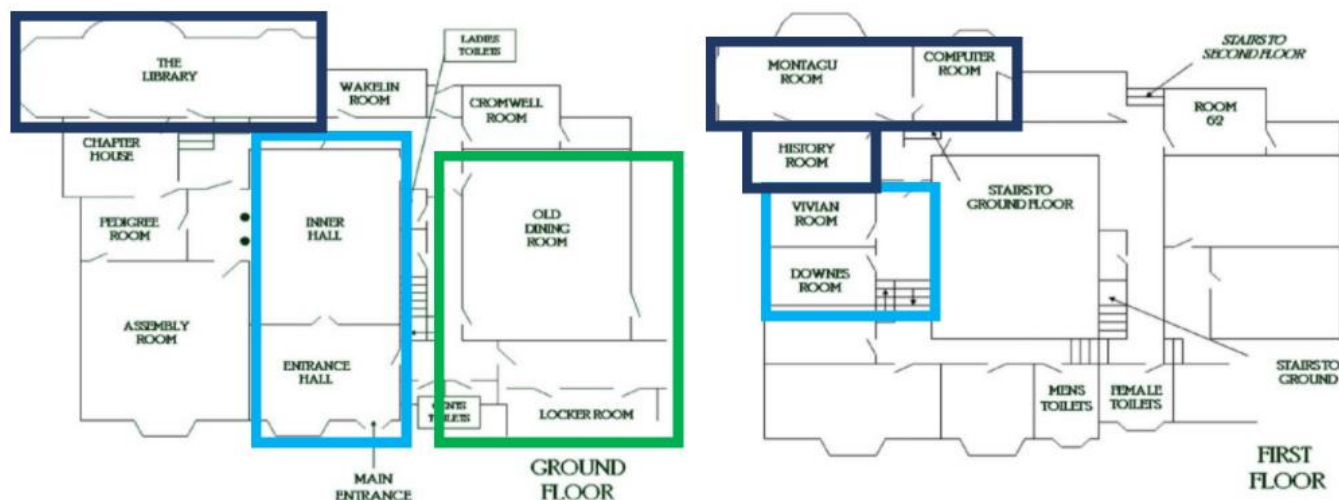 LADIES
TOILETS
THE
LIBRARY
WAKELIN
ROOM
CROMWELL
ROOM
CHAPTER
HOUSE
PEDIGREE
ROOM
INNER
HALL
OLD
DINING
ROOM
ASSEMBLY
ROOM
ENTRANCE
HALL
GENTS
TOILETS
LOCKER ROOM
MAIN
ENTRANCE
GROUND
FLOOR
MONTAGU
ROOM
COMPUTER
ROOM
STAIRS TO
SECOND FLOOR
ROOM
62
HISTORY
ROOM
VIVIAN
ROOM
STAIRS TO
GROUND FLOOR
DOWNES
ROOM
STAIRS TO
GROUND
MENS
TOILETS
FEMALE
TOILETS
FIRST
FLOOR